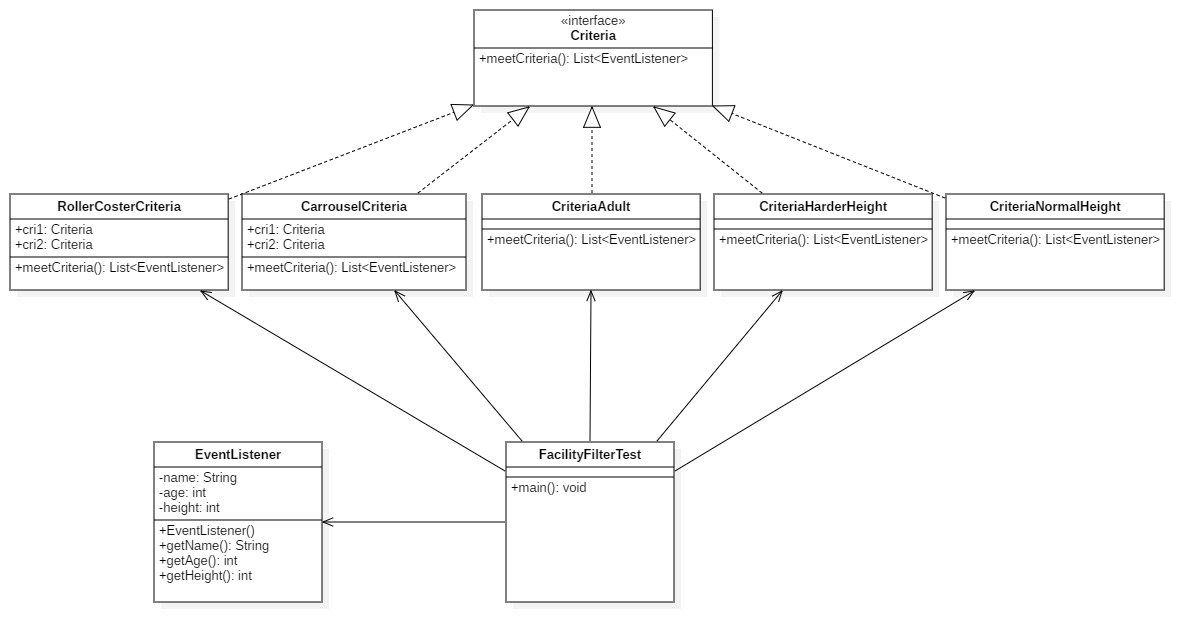 «interface»
Criteria
+meetCriteria(): List<EventListener>
RollerCosterCriteria
+cri1: Criteria
+cri2: Criteria
+meetCriteria(): List<EventListener>
CarrouselCriteria
+cri1: Criteria
+cri2: Criteria
+meetCriteria(): List<EventListener>
CriteriaAdult
+meetCriteria(): List<EventListener>
CriteriaHarderHeight
+meetCriteria(): List<EventListener>
CriteriaNormalHeight
+meetCriteria(): List<EventListener>
EventListener
-name: String
-age: int
-height: int
+EventListener()
+getName(): String
+getAge(): int
+getHeight(): int
FacilityFilterTest
+main(): void